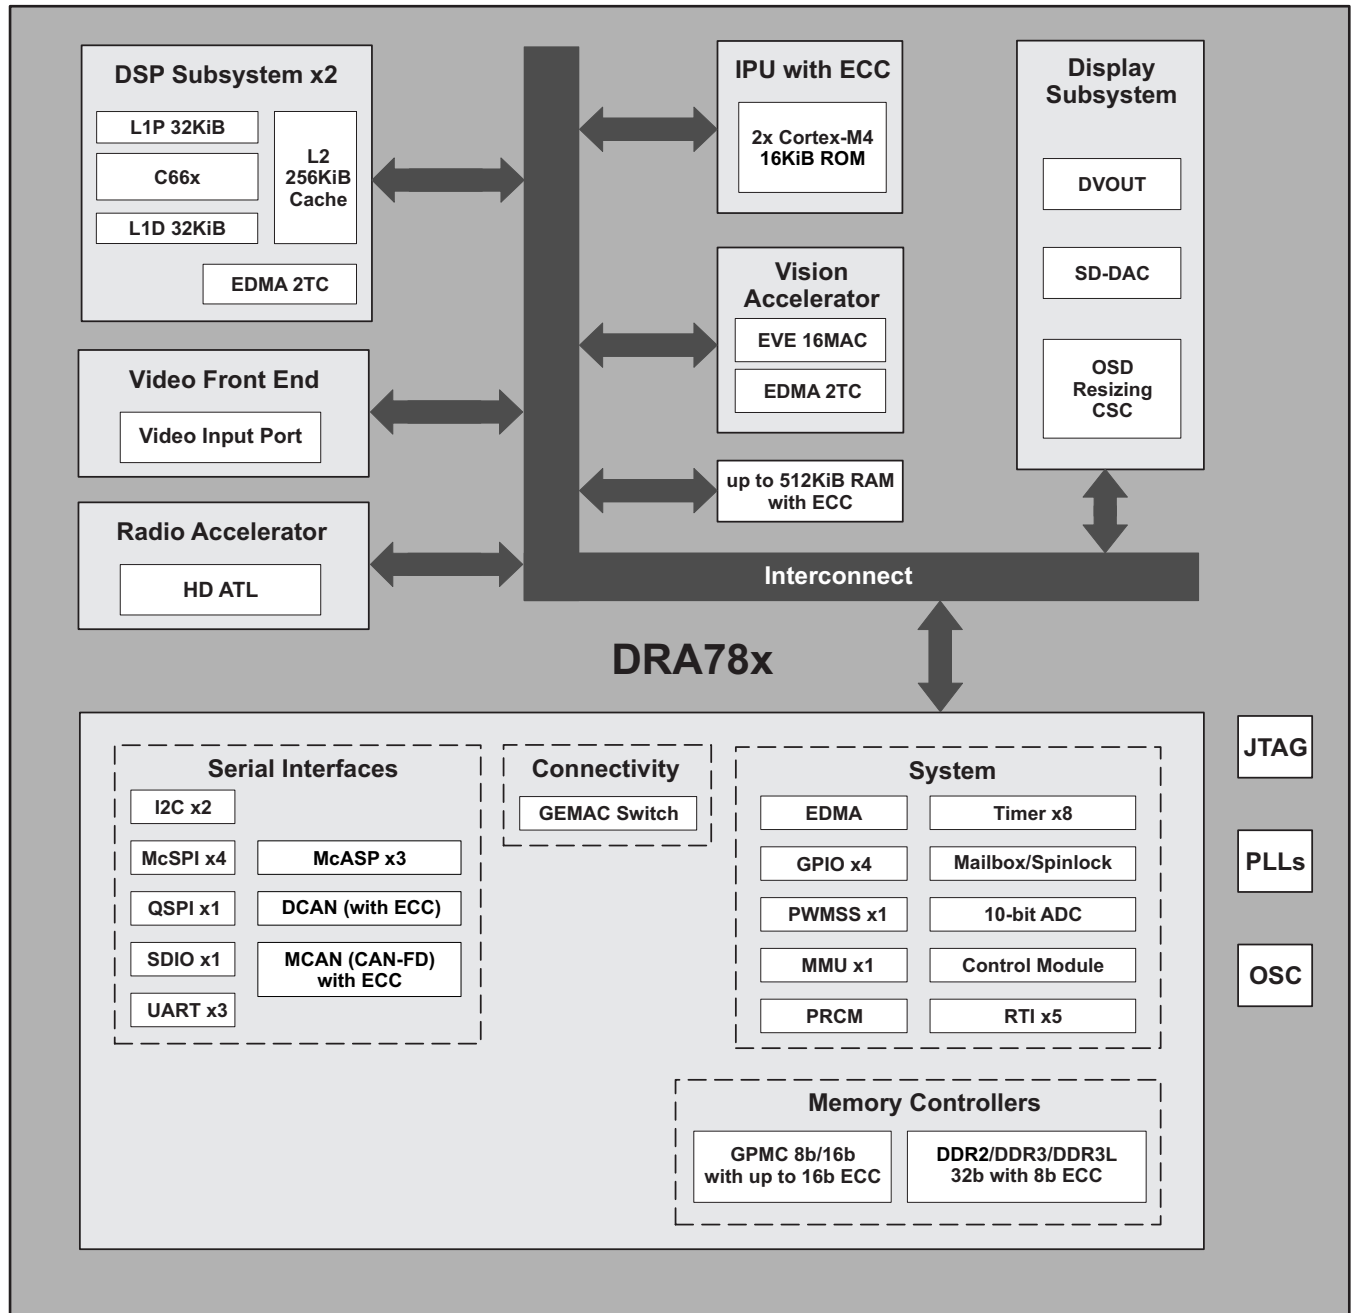 DSP Subsystem x2
L1P 32KiB
C66x
L1D 32KiB
L2
256KiB
Cache
EDMA 2TC
Video Front End
Video Input Port
Radio Accelerator
HD ATL
IPU with ECC
2x Cortex-M4
16KiB ROM
Vision
Accelerator
EVE 16MAC
EDMA 2TC
up to 512KiB RAM
with ECC
Display
Subsystem
DVOUT
SD-DAC
OSD
Resizing
CSC
Interconnect
DRA78x
Serial Interfaces
I2C x2
McSPI x4
QSPI x1
SDIO x1
UART x3
McASP x3
DCAN (with ECC)
MCAN (CAN-FD)
with ECC
Connectivity
GEMAC Switch
System
EDMA
GPIO x4
PWMSS x1
MMU x1
PRCM
Timer x8
Mailbox/Spinlock
10-bit ADC
Control Module
RTI x5
Memory Controllers
GPMC 8b/16b
with up to 16b ECC
DDR2/DDR3/DDR3L
32b with 8b ECC
JTAG
PLLs
OSC